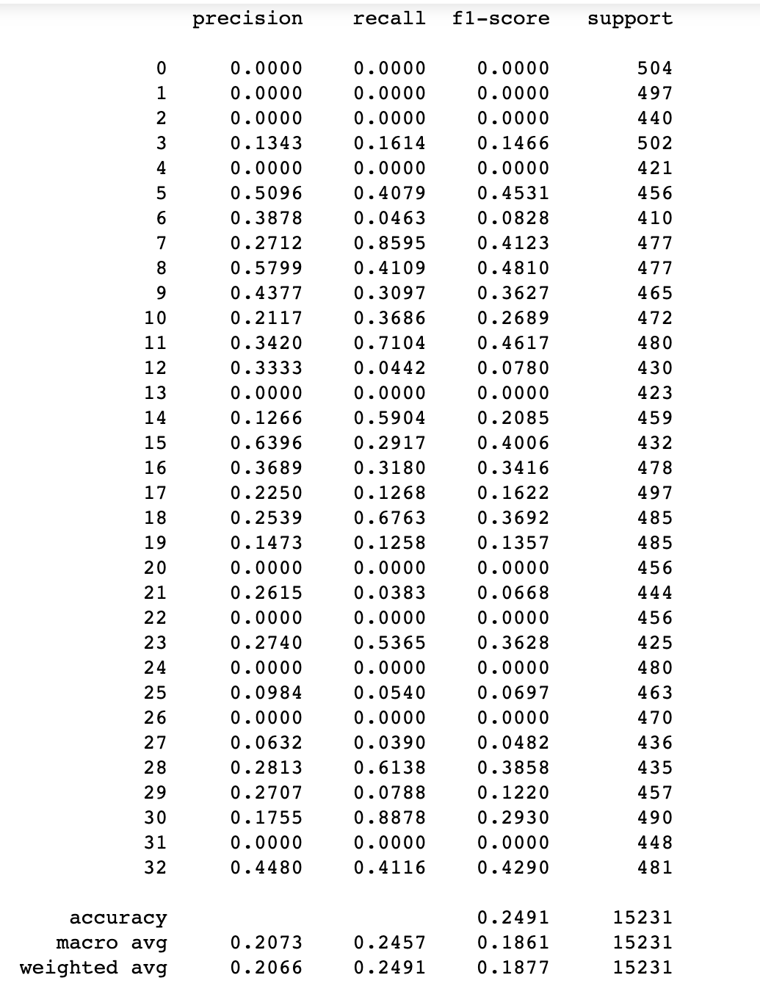 precision recall f1-score support
0 0.0000 0.0000 0.0000 504
1 0.0000 0.0000 0.0000 497
2 0.0000 0.0000 0.0000 440
3 0.1343 0.1614 0.1466 502
4 0.0000 0.0000 0.0000 421
5 0.5096 0.4079 0.4531 456
6 0.3878 0.0463 0.0828 410
7 0.2712 0.8595 0.4123 477
8 0.5799 0.4109 0.4810 477
9 0.4377 0.3097 0.3627 465
10 0.2117 0.3686 0.2689 472
11 0.3420 0.7104 0.4617 480
12 0.3333 0.0442 0.0780 430
13 0.0000 0.0000 0.0000 423
14 0.1266 0.5904 0.2085 459
15 0.6396 0.2917 0.4006 432
16 0.3689 0.3180 0.3416 478
17 0.2250 0.1268 0.1622 497
18 0.2539 0.6763 0.3692 485
19 0.1473 0.1258 0.1357 485
20 0.0000 0.0000 0.0000 456
21 0.2615 0.0383 0.0668 444
22 0.0000 0.0000 0.0000 456
23 0.2740 0.5365 0.3628 425
24 0.0000 0.0000 0.0000 480
25 0.0984 0.0540 0.0697 463
26 0.0000 0.0000 0.0000 470
27 0.0632 0.0390 0.0482 436
28 0.2813 0.6138 0.3858 435
29 0.2707 0.0788 0.1220 457
30 0.1755 0.8878 0.2930 490
31 0.0000 0.0000 0.0000 448
32 0.4480 0.4116 0.4290 481
accuracy 0.2491 15231
macro avg 0.2073 0.2457 0.1861 15231
weighted avg 0.2066 0.2491 0.1877 15231